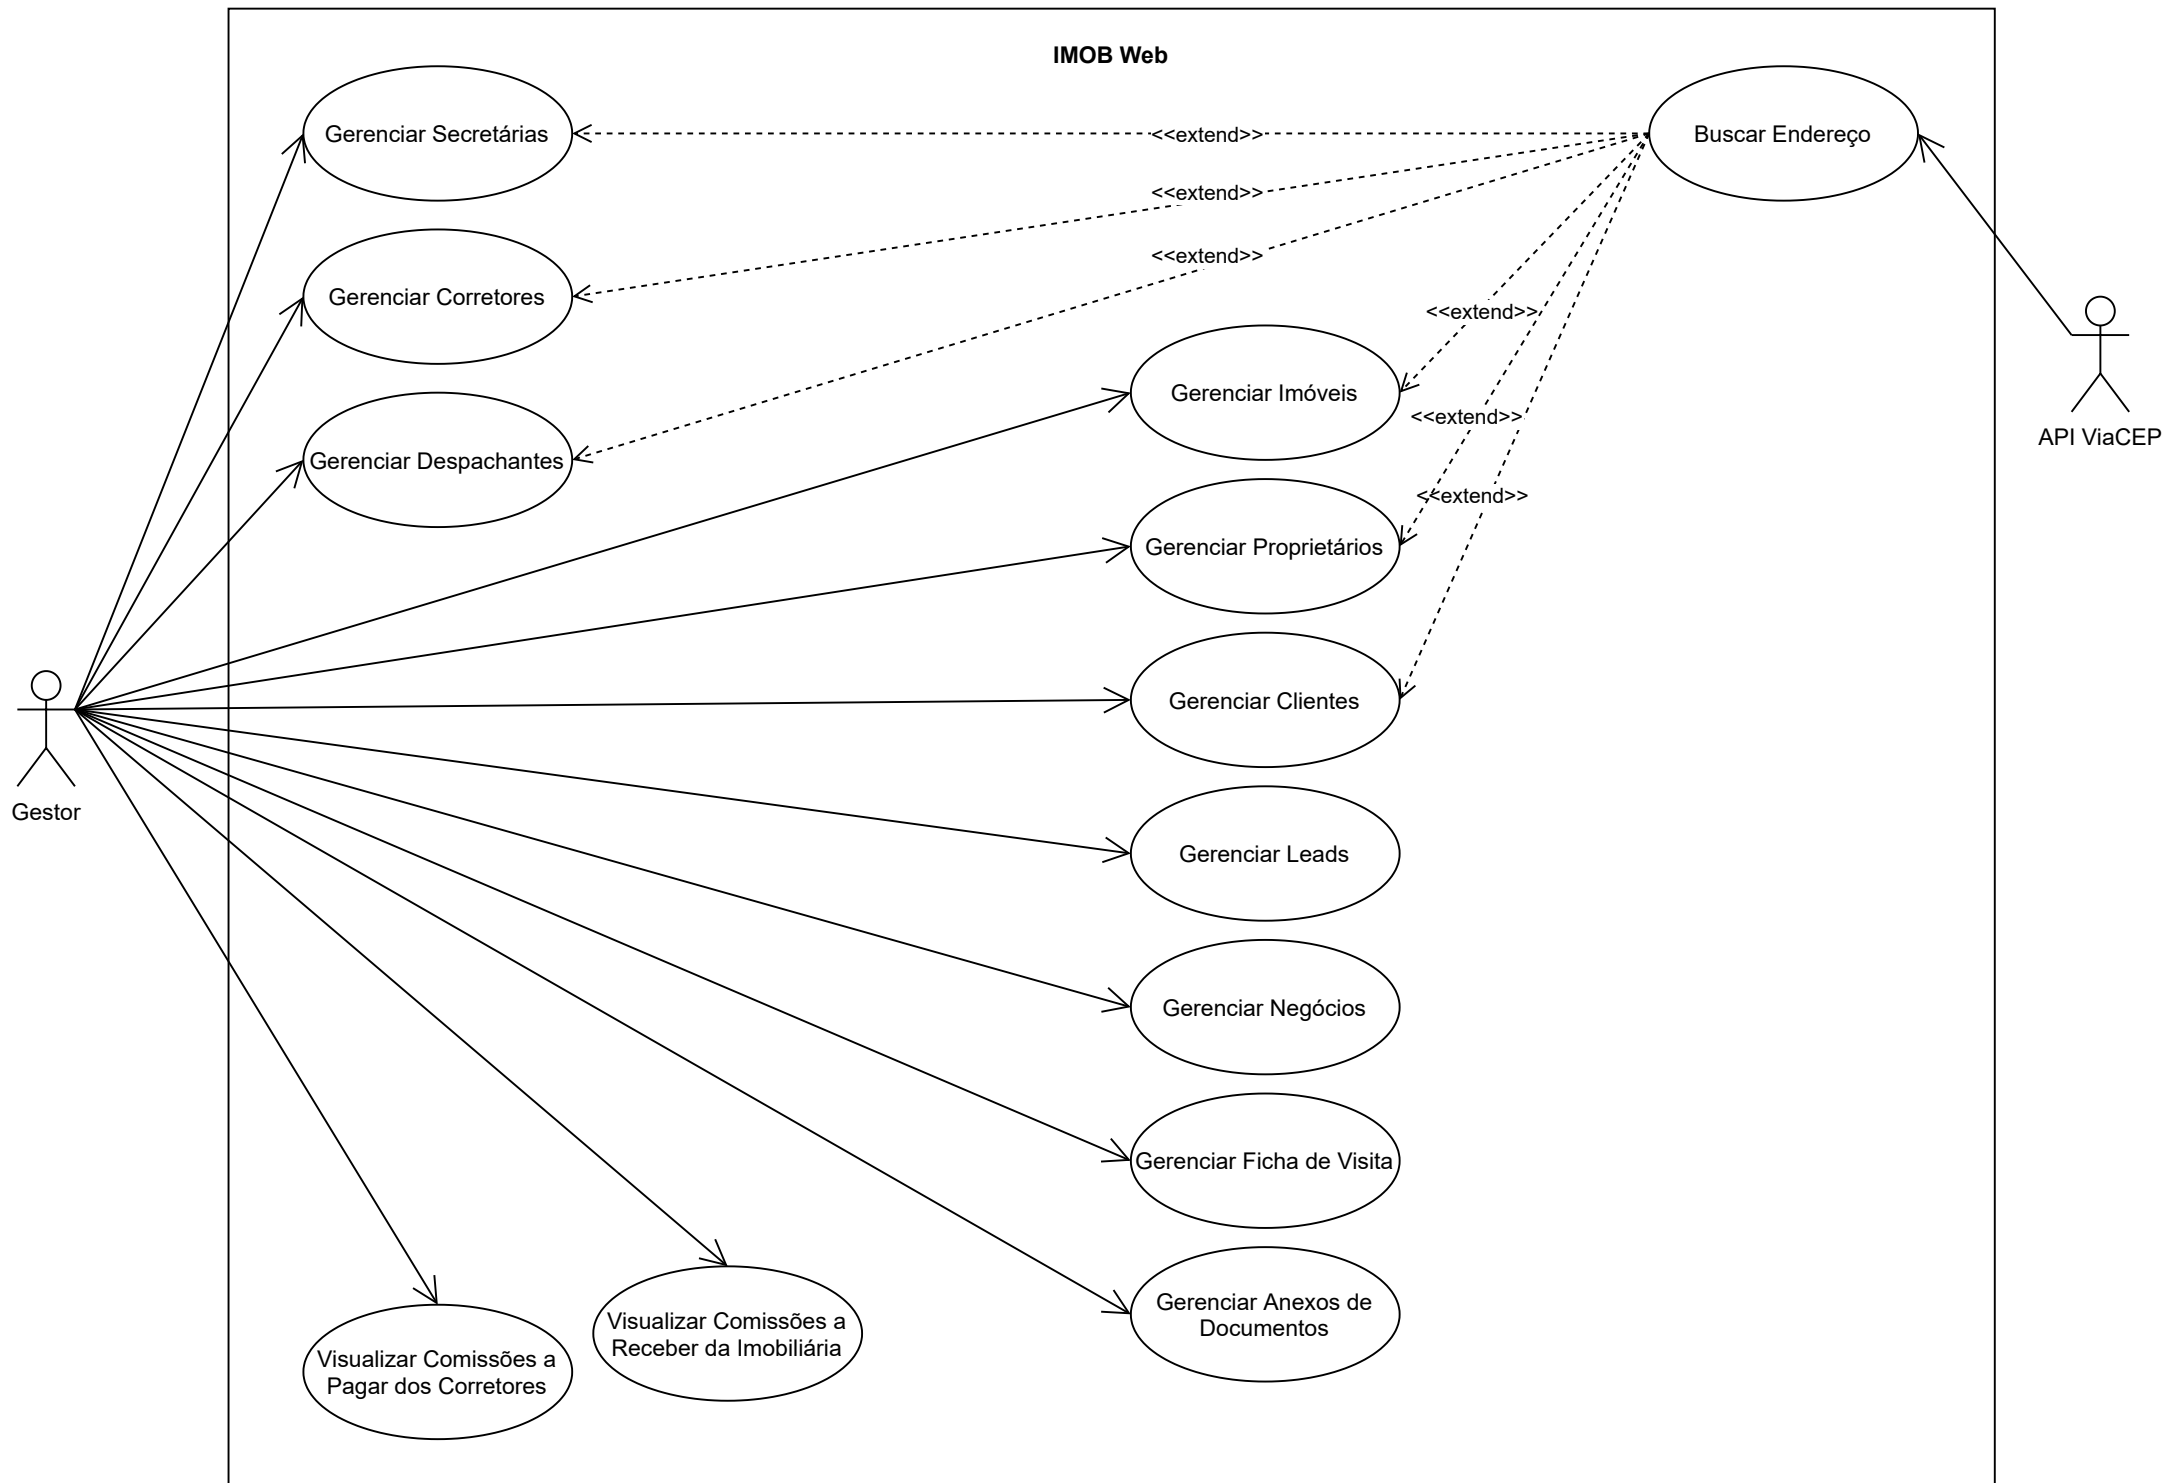 IMOB Web
Gerenciar Secretárias
<<extend>>
Buscar Endereço
<<extend>>
<<extend>>
Gerenciar Corretores
<<extend>>
Gerenciar Imóveis
<<extend>>
API ViaCEP
Gerenciar Despachantes
<<extend>>
Gerenciar Proprietários
Gerenciar Clientes
Gestor
Gerenciar Leads
Gerenciar Negócios
Gerenciar Ficha de Visita
Gerenciar Anexos de
Documentos
Visualizar Comissões a
Receber da Imobiliária
Visualizar Comissões a
Pagar dos Corretores